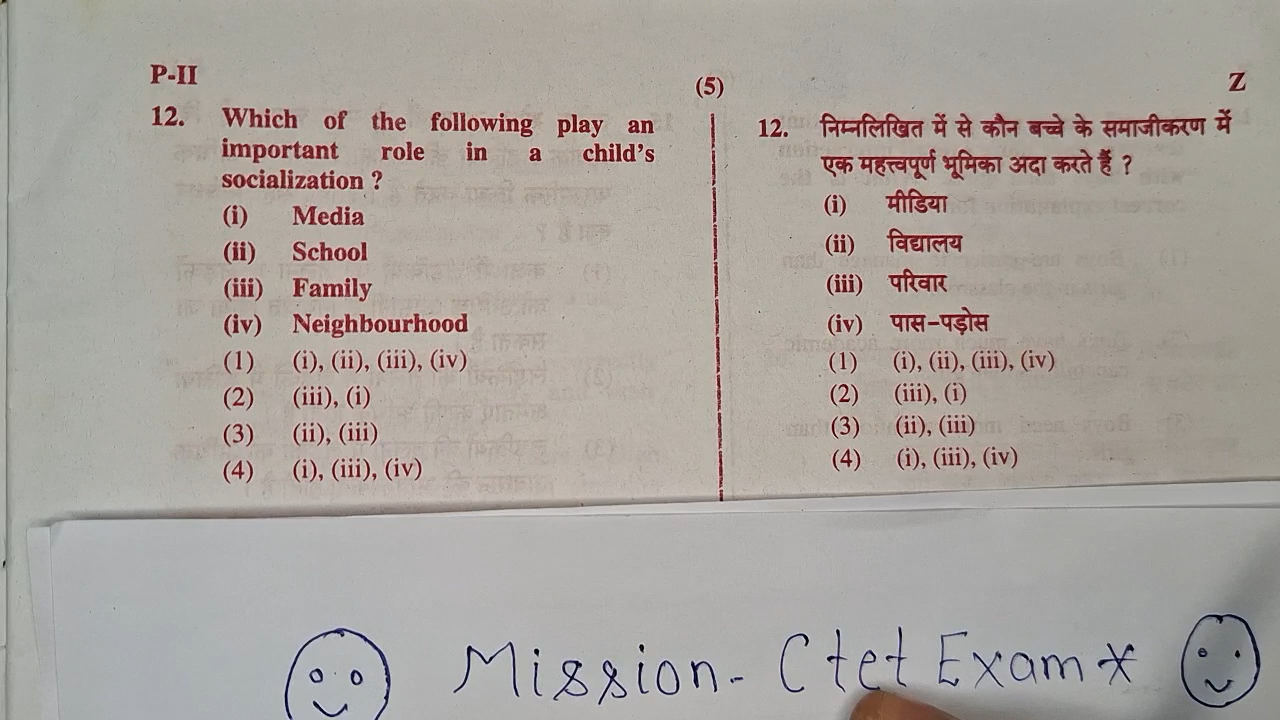 P-II
(5)
Z
12. Which of the following play an
important role in a child's
socialization ?
(i) Media
(ii) School
(iii) Family
(iv) Neighbourhood
(1) (i), (ii), (iii), (iv)
(2) (iii), (i)
(3) (ii), (iii)
(4) (i), (iii), (iv)
12. निम्नलिखित में से कौन बच्चे के समाजीकरण में
एक महत्त्वपूर्ण भूमिका अदा करते हैं ?
(i) मीडिया
(ii) विद्यालय
(iii) परिवार
(iv) पास-पड़ोस
(1) (i), (ii), (iii), (iv)
(2) (iii), (i)
(3) (ii), (iii)
(4) (i), (iii), (iv)
Mission- Ctet Exam*